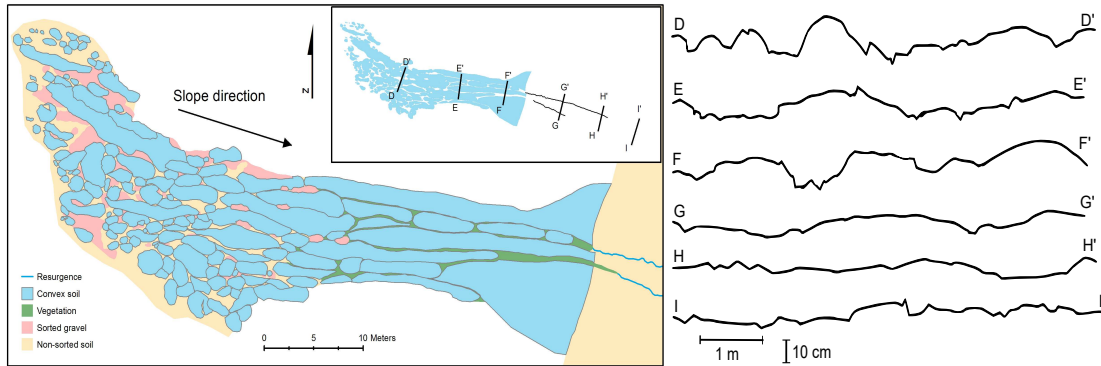 Slope direction
N
D'
D
E'
E
F'
F
G'
G
H'
H
I'
I
Resurgence
Convex soil
Vegetation
Sorted gravel
Non-sorted soil
0 5 10 Meters
D D'
E E'
F F'
G G'
H H'
I
1 m
10 cm